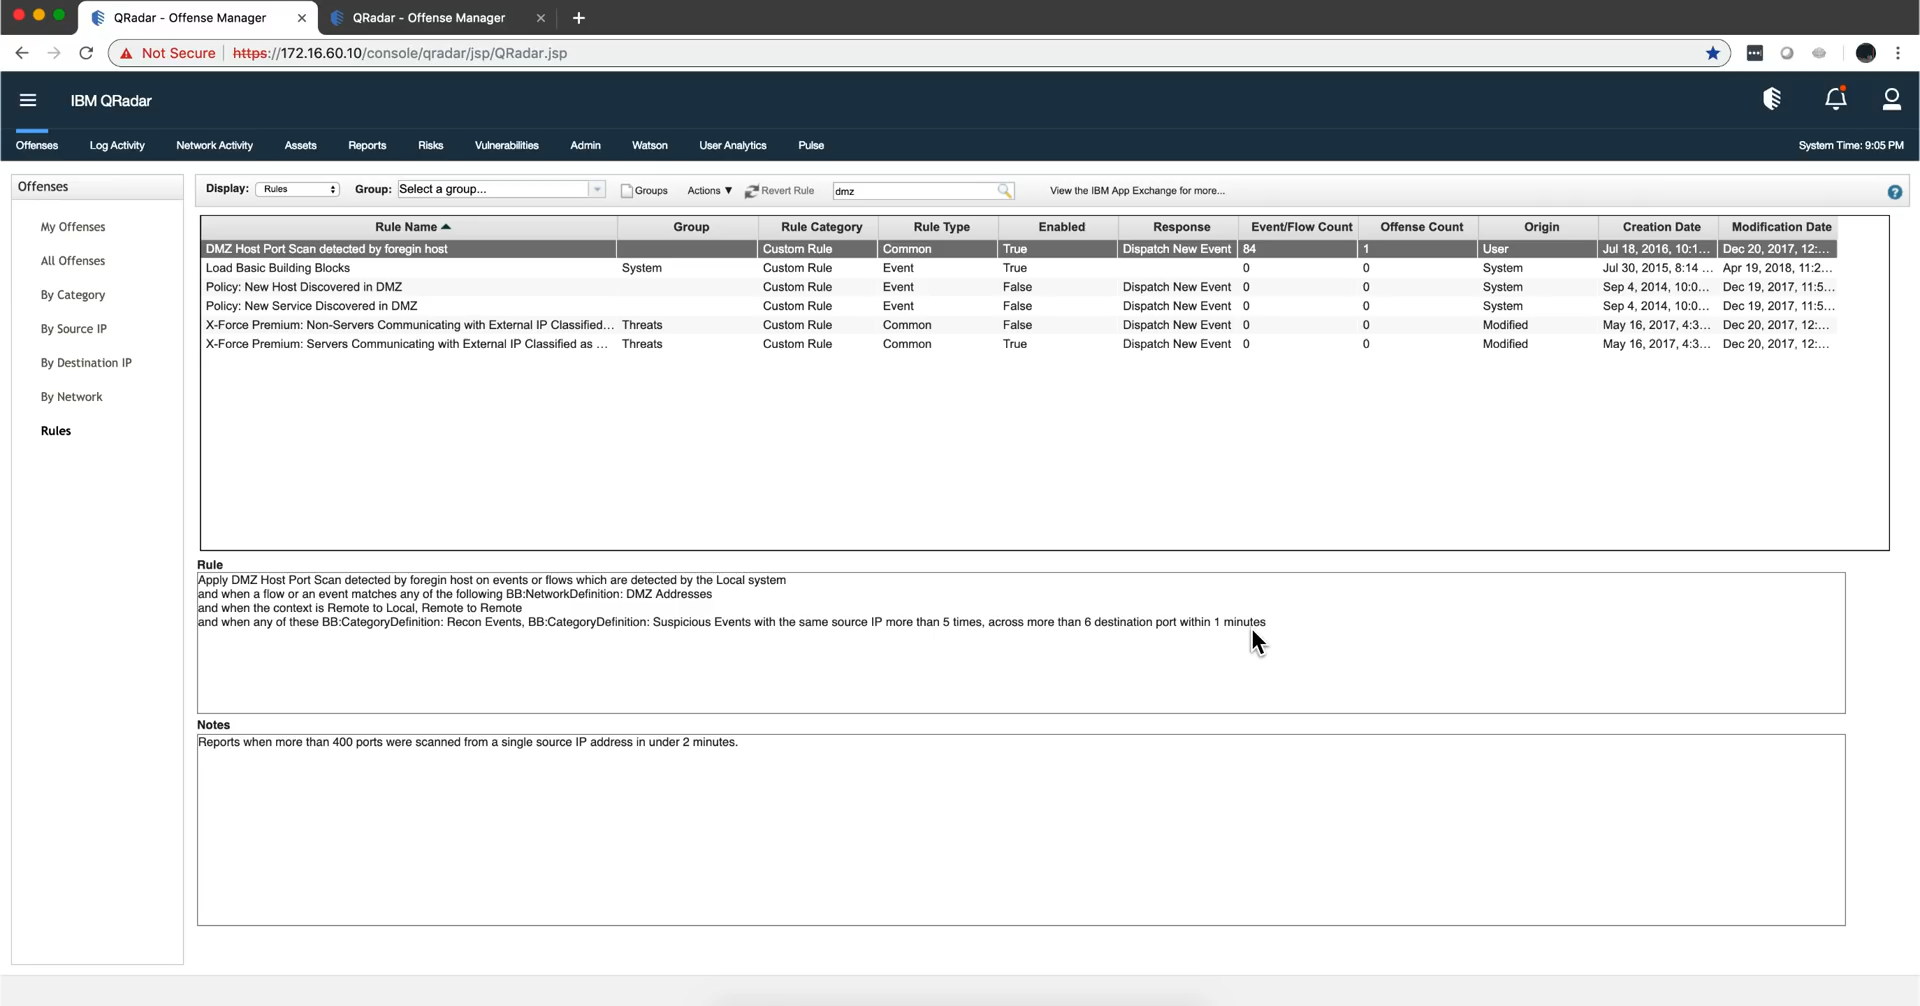 QRadar - Offense Manager
QRadar - Offense Manager
Not Secure https://172.16.60.10/console/qradar/jsp/QRadar.jsp
IBM QRadar
Offenses Log Activity Network Activity Assets Reports Risks Vulnerabilities Admin Watson User Analytics Pulse System Time: 9:05 PM
Offenses
My Offenses
All Offenses
By Category
By Source IP
By Destination IP
By Network
Rules
Display: Rules Group: Select a group... Groups Actions ▼ Revert Rule dmz View the IBM App Exchange for more...
Rule Name Group Rule Category Rule Type Enabled Response Event/Flow Count Offense Count Origin Creation Date Modification Date
DMZ Host Port Scan detected by foregin host Custom Rule Common True Dispatch New Event 84 1 User Jul 18, 2016, 10:1... Dec 20, 2017, 12:...
Load Basic Building Blocks System Custom Rule Event True 0 0 System Jul 30, 2015, 8:14 ... Apr 19, 2018, 11:2...
Policy: New Host Discovered in DMZ Custom Rule Event False Dispatch New Event 0 0 System Sep 4, 2014, 10:0... Dec 19, 2017, 11:5...
Policy: New Service Discovered in DMZ Custom Rule Event False Dispatch New Event 0 0 System Sep 4, 2014, 10:0... Dec 19, 2017, 11:5...
X-Force Premium: Non-Servers Communicating with External IP Classified... Threats Custom Rule Common False Dispatch New Event 0 0 Modified May 16, 2017, 4:3... Dec 20, 2017, 12:...
X-Force Premium: Servers Communicating with External IP Classified as ... Threats Custom Rule Common True Dispatch New Event 0 0 Modified May 16, 2017, 4:3... Dec 20, 2017, 12:...
Rule
Apply DMZ Host Port Scan detected by foregin host on events or flows which are detected by the Local system
and when a flow or an event matches any of the following BB:NetworkDefinition: DMZ Addresses
and when the context is Remote to Local, Remote to Remote
and when any of these BB:CategoryDefinition: Recon Events, BB:CategoryDefinition: Suspicious Events with the same source IP more than 5 times, across more than 6 destination port within 1 minutes
Notes
Reports when more than 400 ports were scanned from a single source IP address in under 2 minutes.